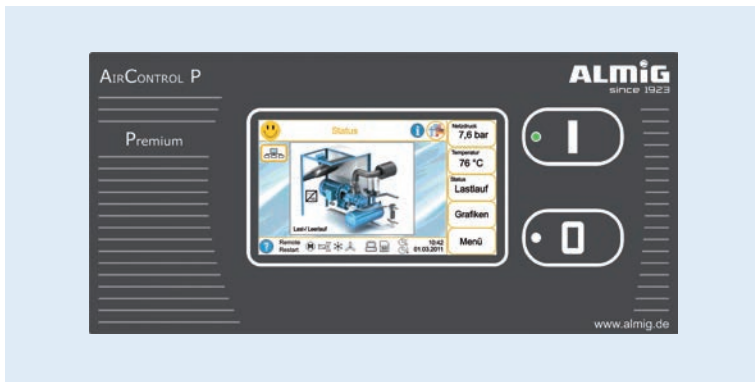 AirControl P
ALMiG
since 1923
Premium
Status
i
Netzdruck
7,6 bar
Temperatur
76 °C
Status
Lastlauf
Grafiken
Menü
Last-/ Leerlauf
?
Remote
Restart
M
10:42
01.03.2011
I
0
www.almig.de